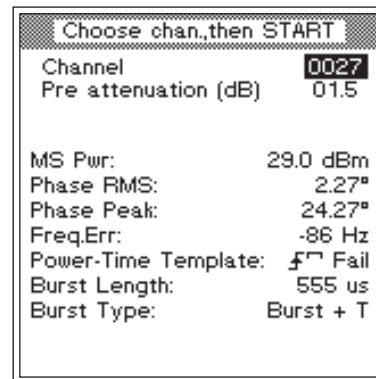 Choose chan.,then START
Channel 0027
Pre attenuation (dB) 01.5
MS Pwr: 29.0 dBm
Phase RMS: 2.27°
Phase Peak: 24.27°
Freq.Err: -86 Hz
Power-Time Template: Fail
Burst Length: 555 us
Burst Type: Burst + T